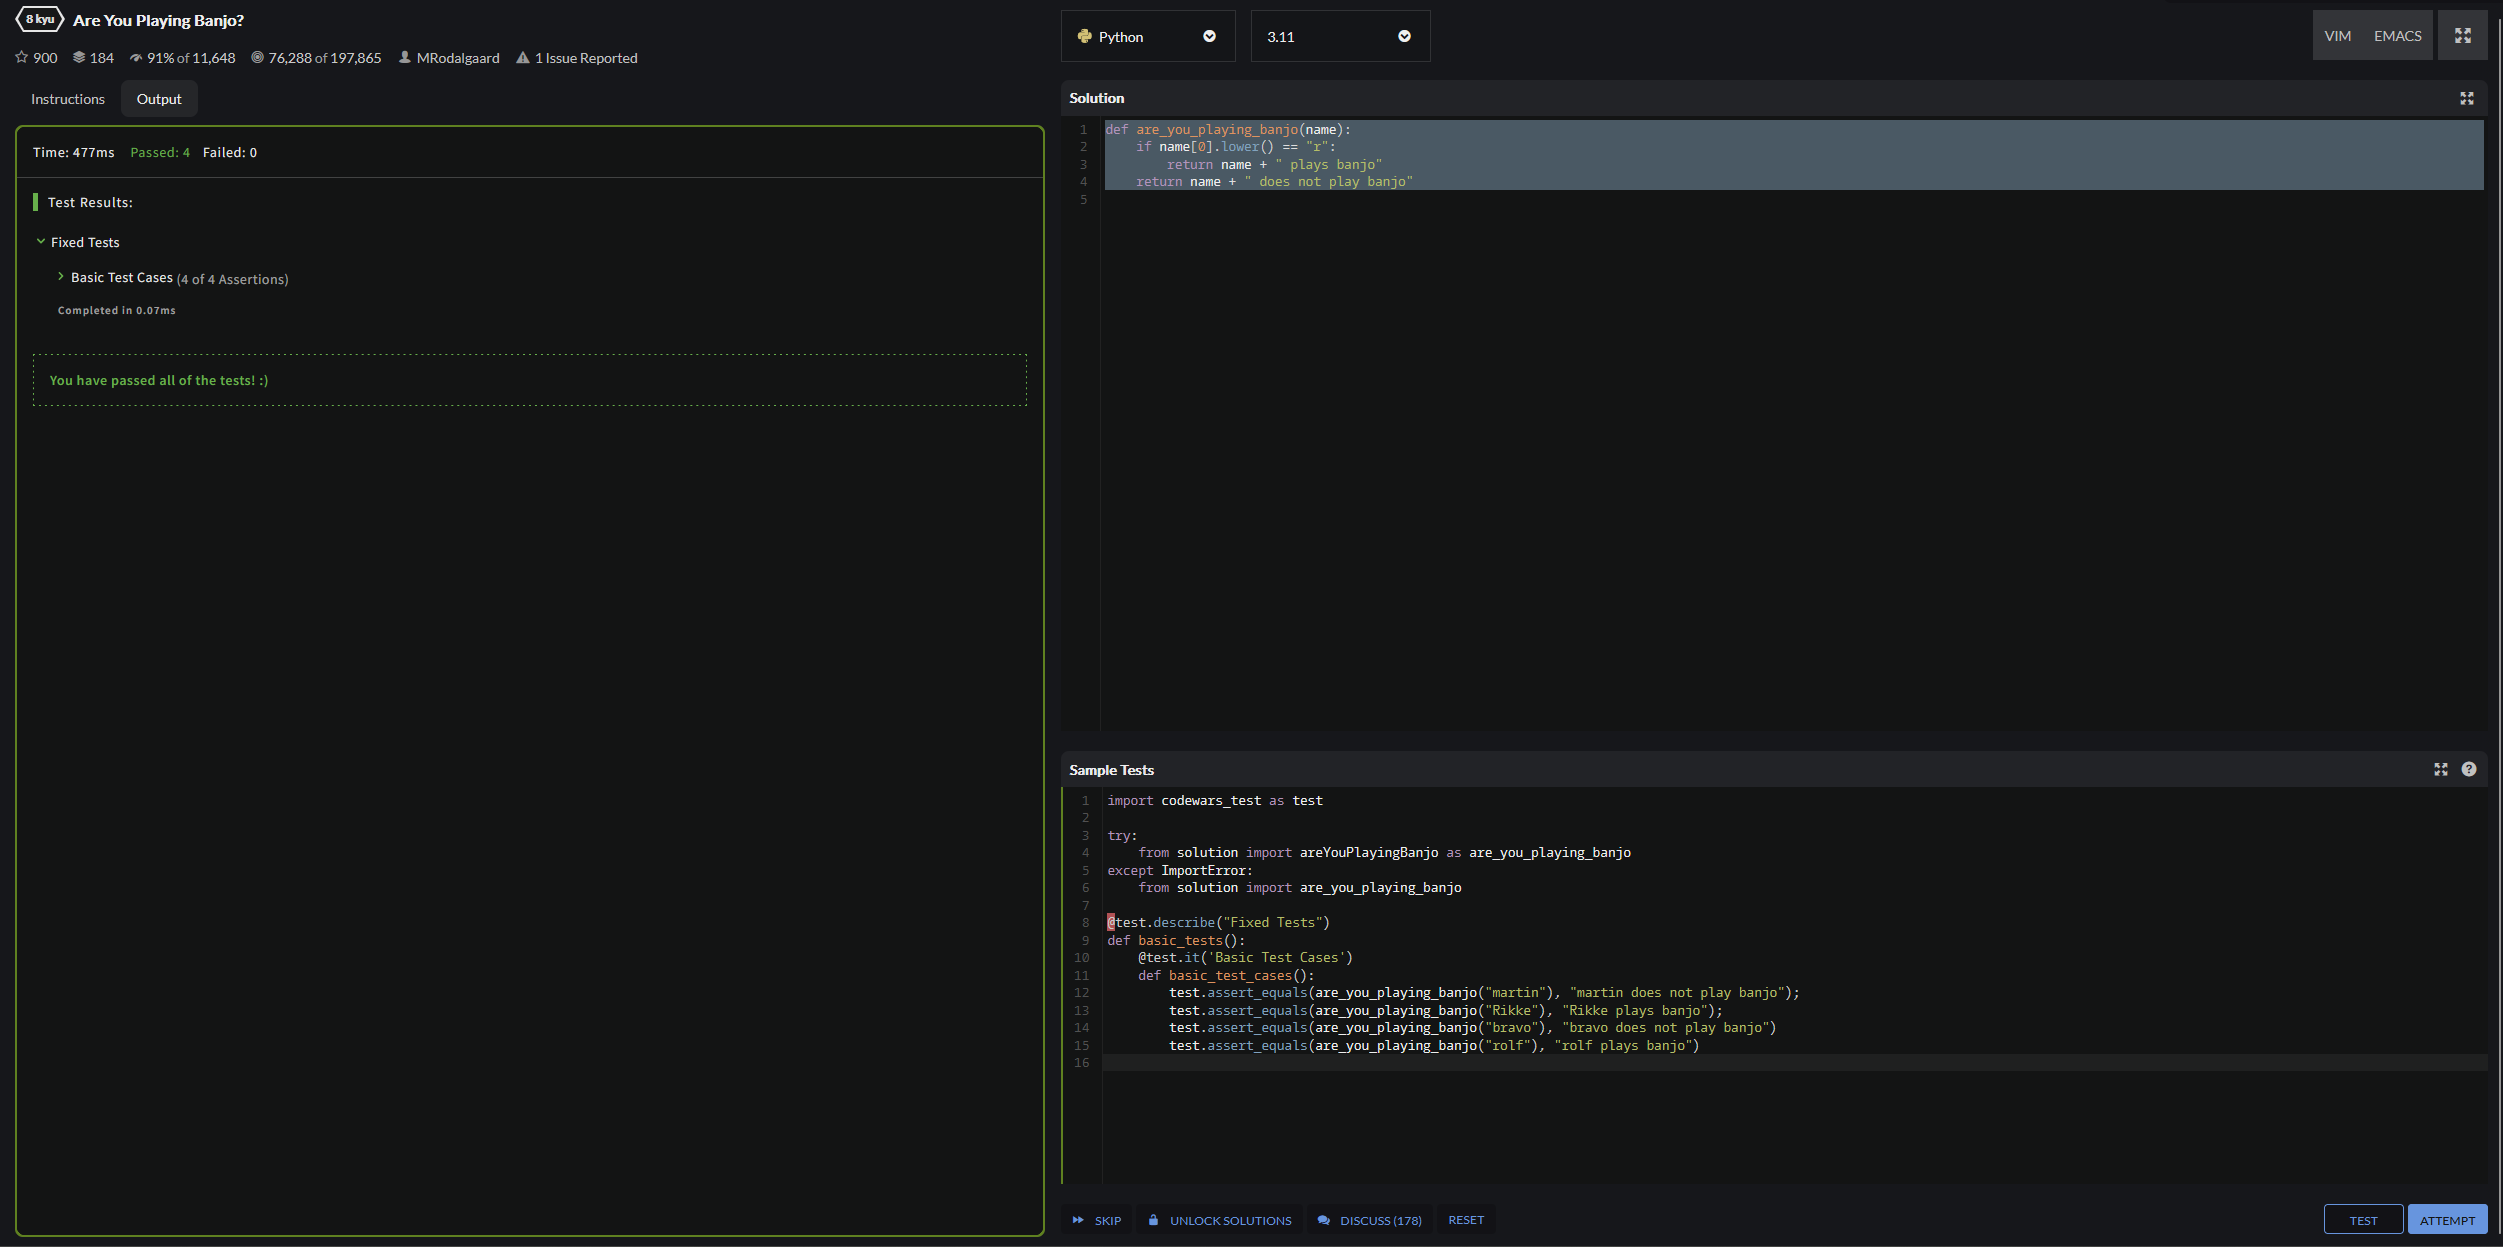 8 kyu Are You Playing Banjo?
900 184 91% of 11,648 76,288 of 197,865 MRodalgaard 1 Issue Reported
Instructions Output
Time: 477ms Passed: 4 Failed: 0
Test Results:
Fixed Tests
Basic Test Cases (4 of 4 Assertions)
Completed in 0.07ms
You have passed all of the tests! :)
Python 3.11 VIM EMACS
Solution
1 def are_you_playing_banjo(name):
2     if name[0].lower() == "r":
3         return name + " plays banjo"
4     return name + " does not play banjo"
5
Sample Tests
1 import codewars_test as test
2
3 try:
4     from solution import areYouPlayingBanjo as are_you_playing_banjo
5 except ImportError:
6     from solution import are_you_playing_banjo
7
8 @test.describe("Fixed Tests")
9 def basic_tests():
10     @test.it('Basic Test Cases')
11     def basic_test_cases():
12         test.assert_equals(are_you_playing_banjo("martin"), "martin does not play banjo");
13         test.assert_equals(are_you_playing_banjo("Rikke"), "Rikke plays banjo");
14         test.assert_equals(are_you_playing_banjo("bravo"), "bravo does not play banjo")
15         test.assert_equals(are_you_playing_banjo("rolf"), "rolf plays banjo")
16
SKIP UNLOCK SOLUTIONS DISCUSS (178) RESET TEST ATTEMPT